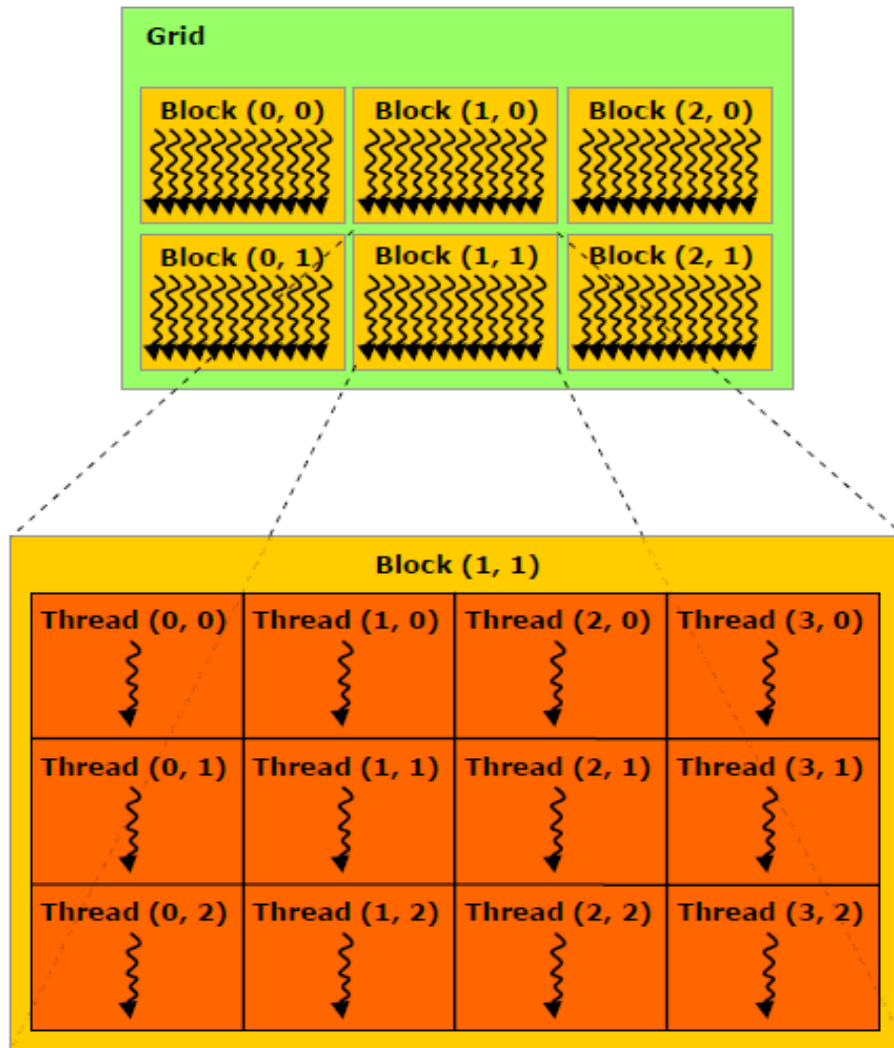 Grid
Block (0, 0) Block (1, 0) Block (2, 0)
Block (0, 1) Block (1, 1) Block (2, 1)
Block (1, 1)
Thread (0, 0) Thread (1, 0) Thread (2, 0) Thread (3, 0)
Thread (0, 1) Thread (1, 1) Thread (2, 1) Thread (3, 1)
Thread (0, 2) Thread (1, 2) Thread (2, 2) Thread (3, 2)